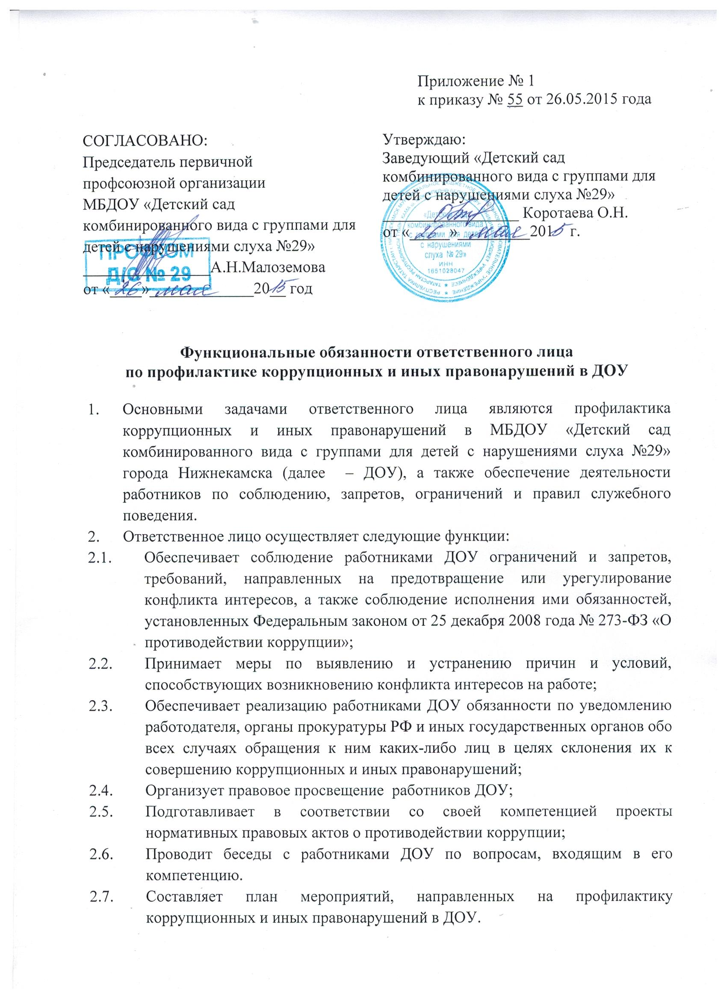 Приложение № 1
к приказу № 55 от 26.05.2015 года
СОГЛАСОВАНО:
Председатель первичной
профсоюзной организации
МБДОУ «Детский сад
комбинированного вида с группами для
детей с нарушениями слуха №29»
А.Н.Малоземова
от «26» мая 2015 год
ПРОФКОМ
Д/С № 29
Утверждаю:
Заведующий «Детский сад
комбинированного вида с группами для
детей с нарушениями слуха №29»
Коротаева О.Н.
от «26» мая 2015 г.
«Детский сад
комбинированного вида
с группами для детей
с нарушениями
слуха № 29»
ИНН
1651028047
Функциональные обязанности ответственного лица
по профилактике коррупционных и иных правонарушений в ДОУ
1. Основными задачами ответственного лица являются профилактика
коррупционных и иных правонарушений в МБДОУ «Детский сад
комбинированного вида с группами для детей с нарушениями слуха №29»
города Нижнекамска (далее – ДОУ), а также обеспечение деятельности
работников по соблюдению, запретов, ограничений и правил служебного
поведения.
2. Ответственное лицо осуществляет следующие функции:
2.1. Обеспечивает соблюдение работниками ДОУ ограничений и запретов,
требований, направленных на предотвращение или урегулирование
конфликта интересов, а также соблюдение исполнения ими обязанностей,
установленных Федеральным законом от 25 декабря 2008 года № 273-ФЗ «О
противодействии коррупции»;
2.2. Принимает меры по выявлению и устранению причин и условий,
способствующих возникновению конфликта интересов на работе;
2.3. Обеспечивает реализацию работниками ДОУ обязанности по уведомлению
работодателя, органы прокуратуры РФ и иных государственных органов обо
всех случаях обращения к ним каких-либо лиц в целях склонения их к
совершению коррупционных и иных правонарушений;
2.4. Организует правовое просвещение работников ДОУ;
2.5. Подготавливает в соответствии со своей компетенцией проекты
нормативных правовых актов о противодействии коррупции;
2.6. Проводит беседы с работниками ДОУ по вопросам, входящим в его
компетенцию.
2.7. Составляет план мероприятий, направленных на профилактику
коррупционных и иных правонарушений в ДОУ.